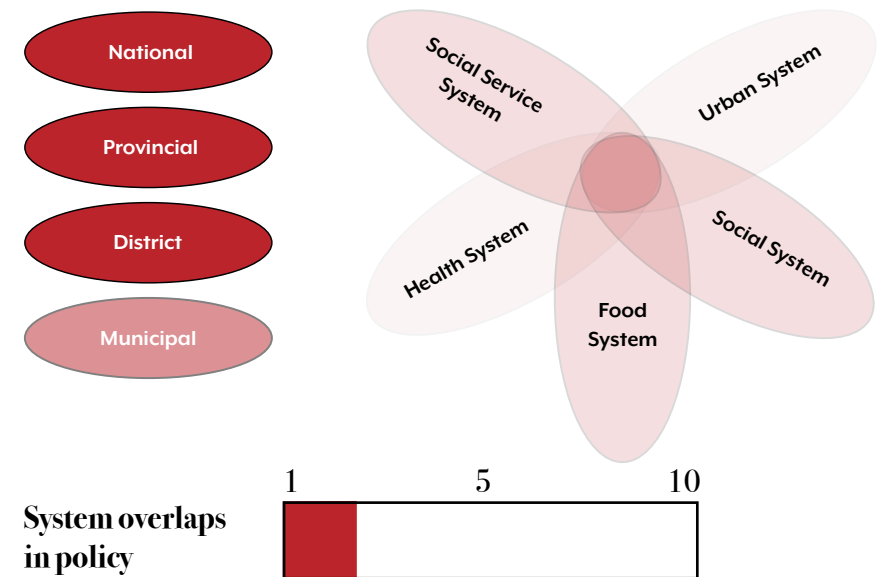 National
Provincial
District
Municipal
Social Service
System
Urban System
Health System
Social System
Food
System
1 5 10
System overlaps
in policy